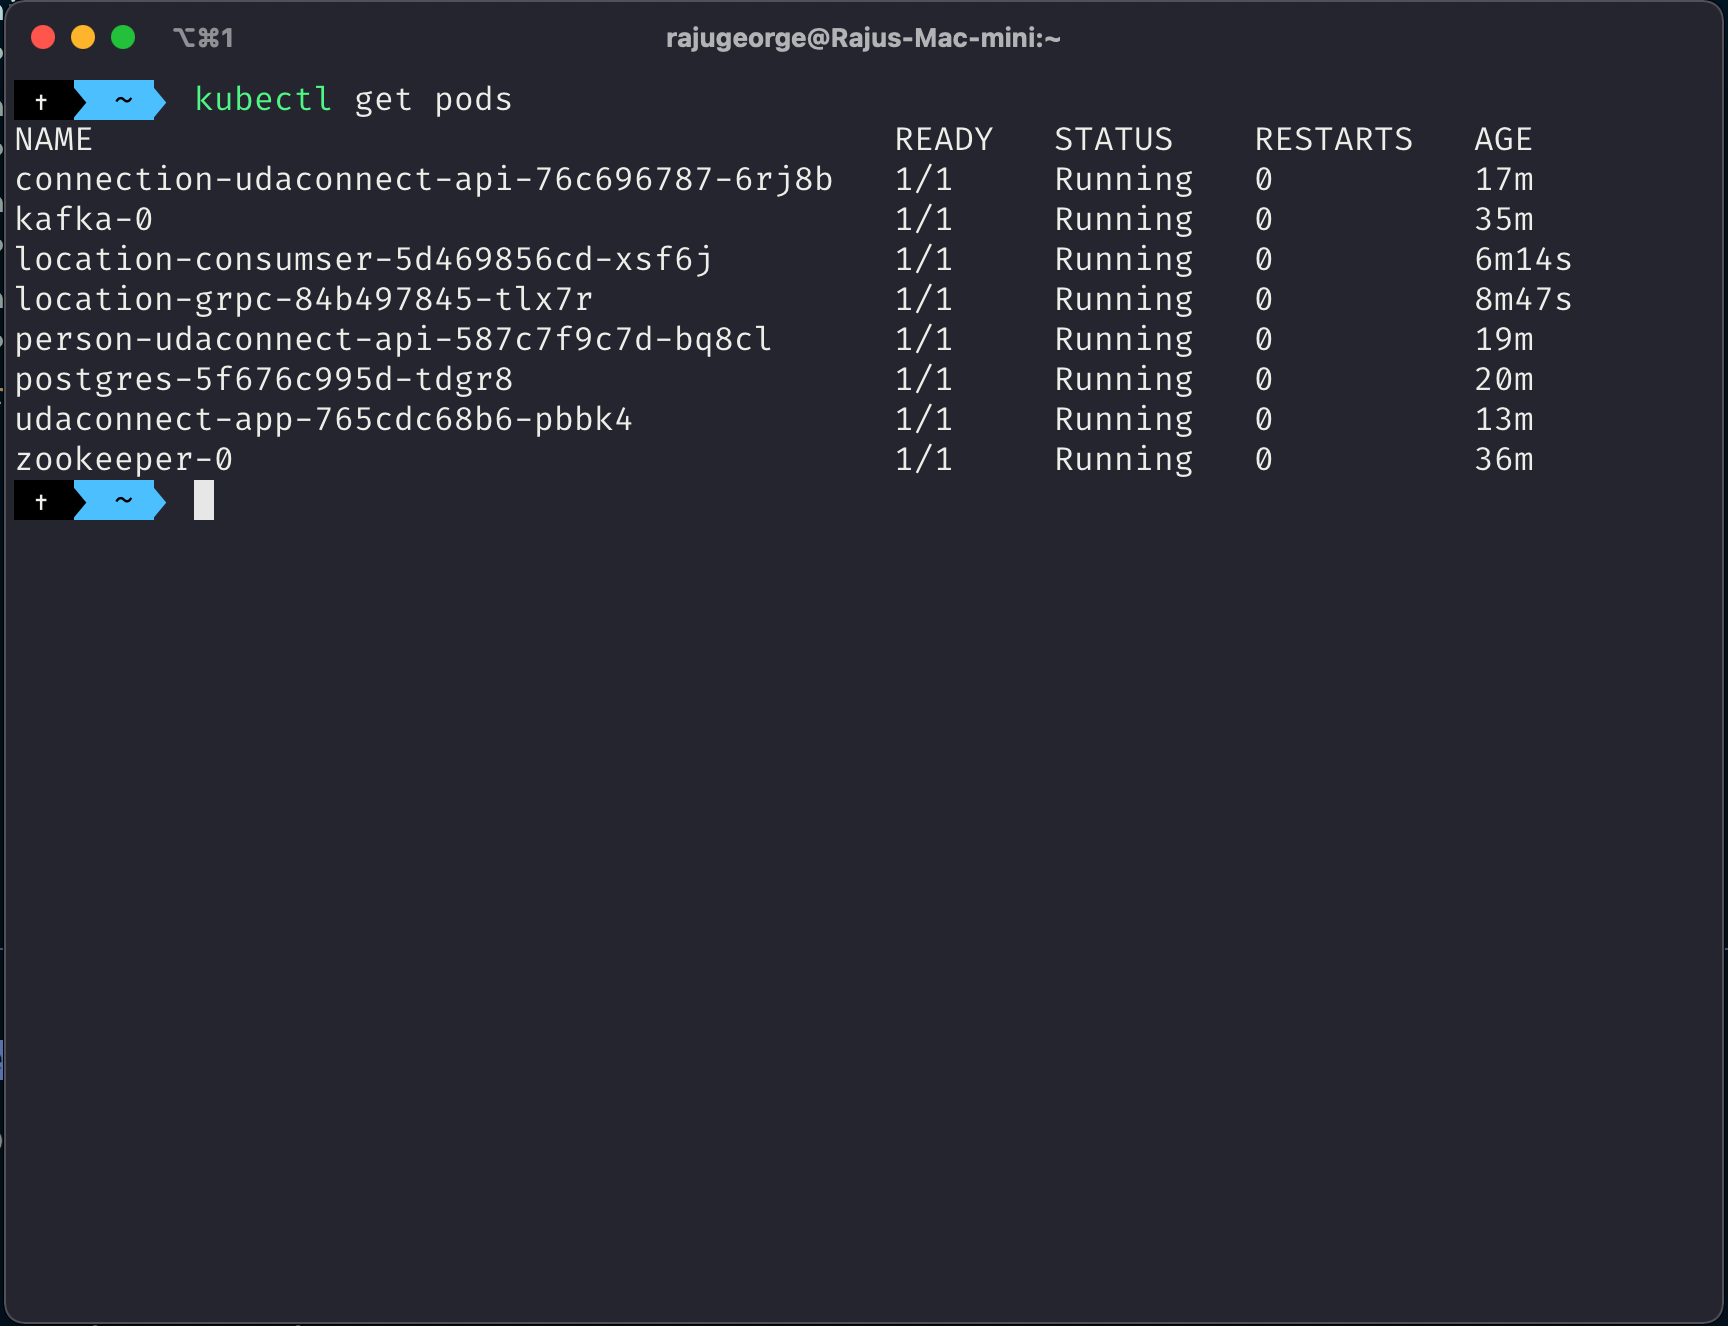 ⌥⌘1 rajugeorge@Rajus-Mac-mini:~
✝ ~ kubectl get pods
NAME READY STATUS RESTARTS AGE
connection-udaconnect-api-76c696787-6rj8b 1/1 Running 0 17m
kafka-0 1/1 Running 0 35m
location-consumser-5d469856cd-xsf6j 1/1 Running 0 6m14s
location-grpc-84b497845-tlx7r 1/1 Running 0 8m47s
person-udaconnect-api-587c7f9c7d-bq8cl 1/1 Running 0 19m
postgres-5f676c995d-tdgr8 1/1 Running 0 20m
udaconnect-app-765cdc68b6-pbbk4 1/1 Running 0 13m
zookeeper-0 1/1 Running 0 36m
✝ ~